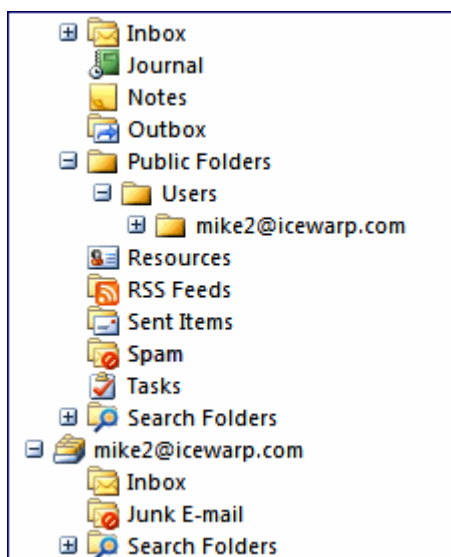 Inbox
Journal
Notes
Outbox
Public Folders
Users
mike2@icewarp.com
Resources
RSS Feeds
Sent Items
Spam
Tasks
Search Folders
mike2@icewarp.com
Inbox
Junk E-mail
Search Folders